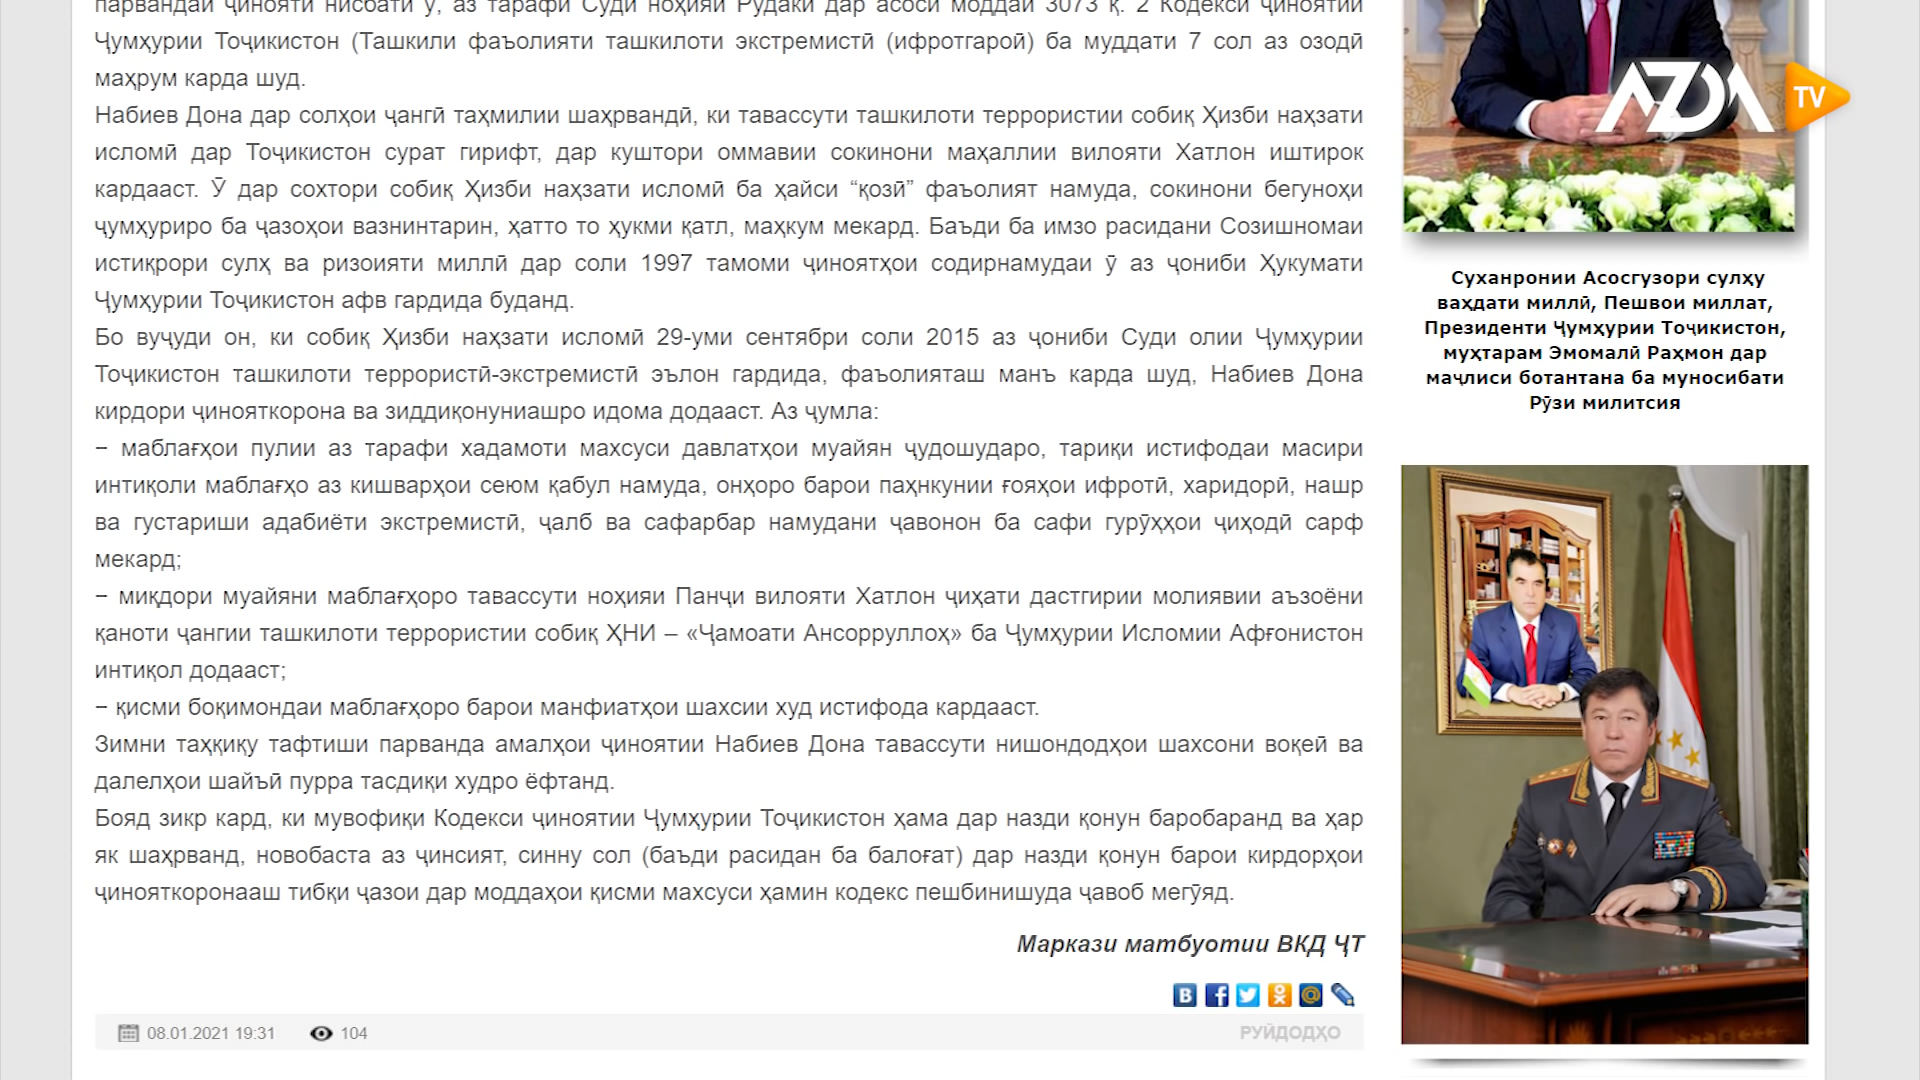 парвандаи ҷиноятӣ нисбати ӯ, аз тарафи Суди ноҳияи Рӯдакӣ дар асоси моддаи 3073 қ. 2 Кодекси ҷиноятии
Ҷумҳурии Тоҷикистон (Ташкили фаъолияти ташкилоти экстремистӣ (ифротгароӣ) ба муддати 7 сол аз озодӣ
маҳрум карда шуд.
Набиев Дона дар солҳои ҷангӣ таҳмилии шаҳрвандӣ, ки тавассути ташкилоти террористии собиқ Ҳизби наҳзати
исломӣ дар Тоҷикистон сурат гирифт, дар куштори оммавии сокинони маҳаллии вилояти Хатлон иштирок
кардааст. Ӯ дар сохтори собиқ Ҳизби наҳзати исломӣ ба ҳайси “қозӣ” фаъолият намуда, сокинони бегуноҳи
ҷумҳуриро ба ҷазоҳои вазнинтарин, ҳатто то ҳукми қатл, маҳкум мекард. Баъди ба имзо расидани Созишномаи
истиқрори сулҳ ва ризоияти миллӣ дар соли 1997 тамоми ҷиноятҳои содирнамудаи ӯ аз ҷониби Ҳукумати
Ҷумҳурии Тоҷикистон афв гардида буданд.
Бо вуҷуди он, ки собиқ Ҳизби наҳзати исломӣ 29-уми сентябри соли 2015 аз ҷониби Суди олии Ҷумҳурии
Тоҷикистон ташкилоти террористӣ-экстремистӣ эълон гардида, фаъолияташ манъ карда шуд, Набиев Дона
кирдори ҷинояткорона ва зиддиқонуниашро идома додааст. Аз ҷумла:
– маблағҳои пулии аз тарафи хадамоти махсуси давлатҳои муайян ҷудошударо, тариқи истифодаи масири
интиқоли маблағҳо аз кишварҳои сеюм қабул намуда, онҳоро барои паҳнкунии ғояҳои ифротӣ, харидорӣ, нашр
ва густариши адабиёти экстремистӣ, ҷалб ва сафарбар намудани ҷавонон ба сафи гурӯҳҳои ҷиҳодӣ сарф
мекард;
– миқдори муайяни маблағҳоро тавассути ноҳияи Панҷи вилояти Хатлон ҷиҳати дастгирии молиявии аъзоёни
қаноти ҷангии ташкилоти террористии собиқ ҲНИ – «Ҷамоати Ансорруллоҳ» ба Ҷумҳурии Исломии Афғонистон
интиқол додааст;
– қисми боқимондаи маблағҳоро барои манфиатҳои шахсии худ истифода кардааст.
Зимни таҳқиқу тафтиши парванда амалҳои ҷиноятии Набиев Дона тавассути нишондодҳои шахсони воқеӣ ва
далелҳои шайъӣ пурра тасдиқи худро ёфтанд.
Бояд зикр кард, ки мувофиқи Кодекси ҷиноятии Ҷумҳурии Тоҷикистон ҳама дар назди қонун баробаранд ва ҳар
як шаҳрванд, новобаста аз ҷинсият, синну сол (баъди расидан ба балоғат) дар назди қонун барои кирдорҳои
ҷинояткоронааш тибқи ҷазои дар моддаҳои қисми махсуси ҳамин кодекс пешбинишуда ҷавоб мегӯяд.
Маркази матбуотии ВКД ҶТ
08.01.2021 19:31 104 РУЙДОДҲО
AZDA TV
Суханронии Асосгузори сулҳу
ваҳдати миллӣ, Пешвои миллат,
Президенти Ҷумҳурии Тоҷикистон,
муҳтарам Эмомалӣ Раҳмон дар
маҷлиси ботантана ба муносибати
Рӯзи милитсия